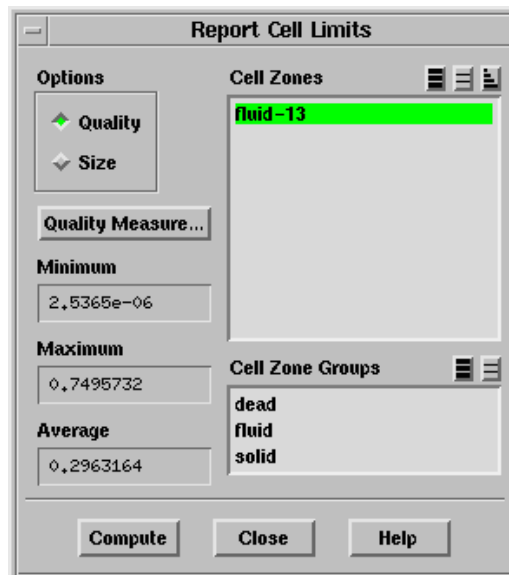 Report Cell Limits
Options
Quality
Size
Quality Measure...
Minimum
2.5365e-06
Maximum
0.7495732
Average
0.2963164
Cell Zones
fluid-13
Cell Zone Groups
dead
fluid
solid
Compute Close Help